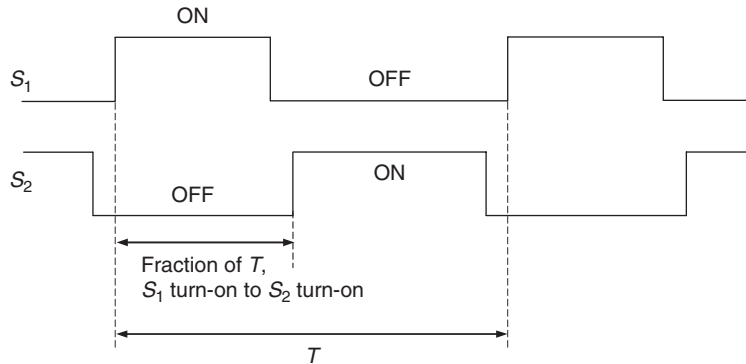 ON
S₁
OFF
S₂
OFF
ON
Fraction of T,
S₁ turn-on to S₂ turn-on
T